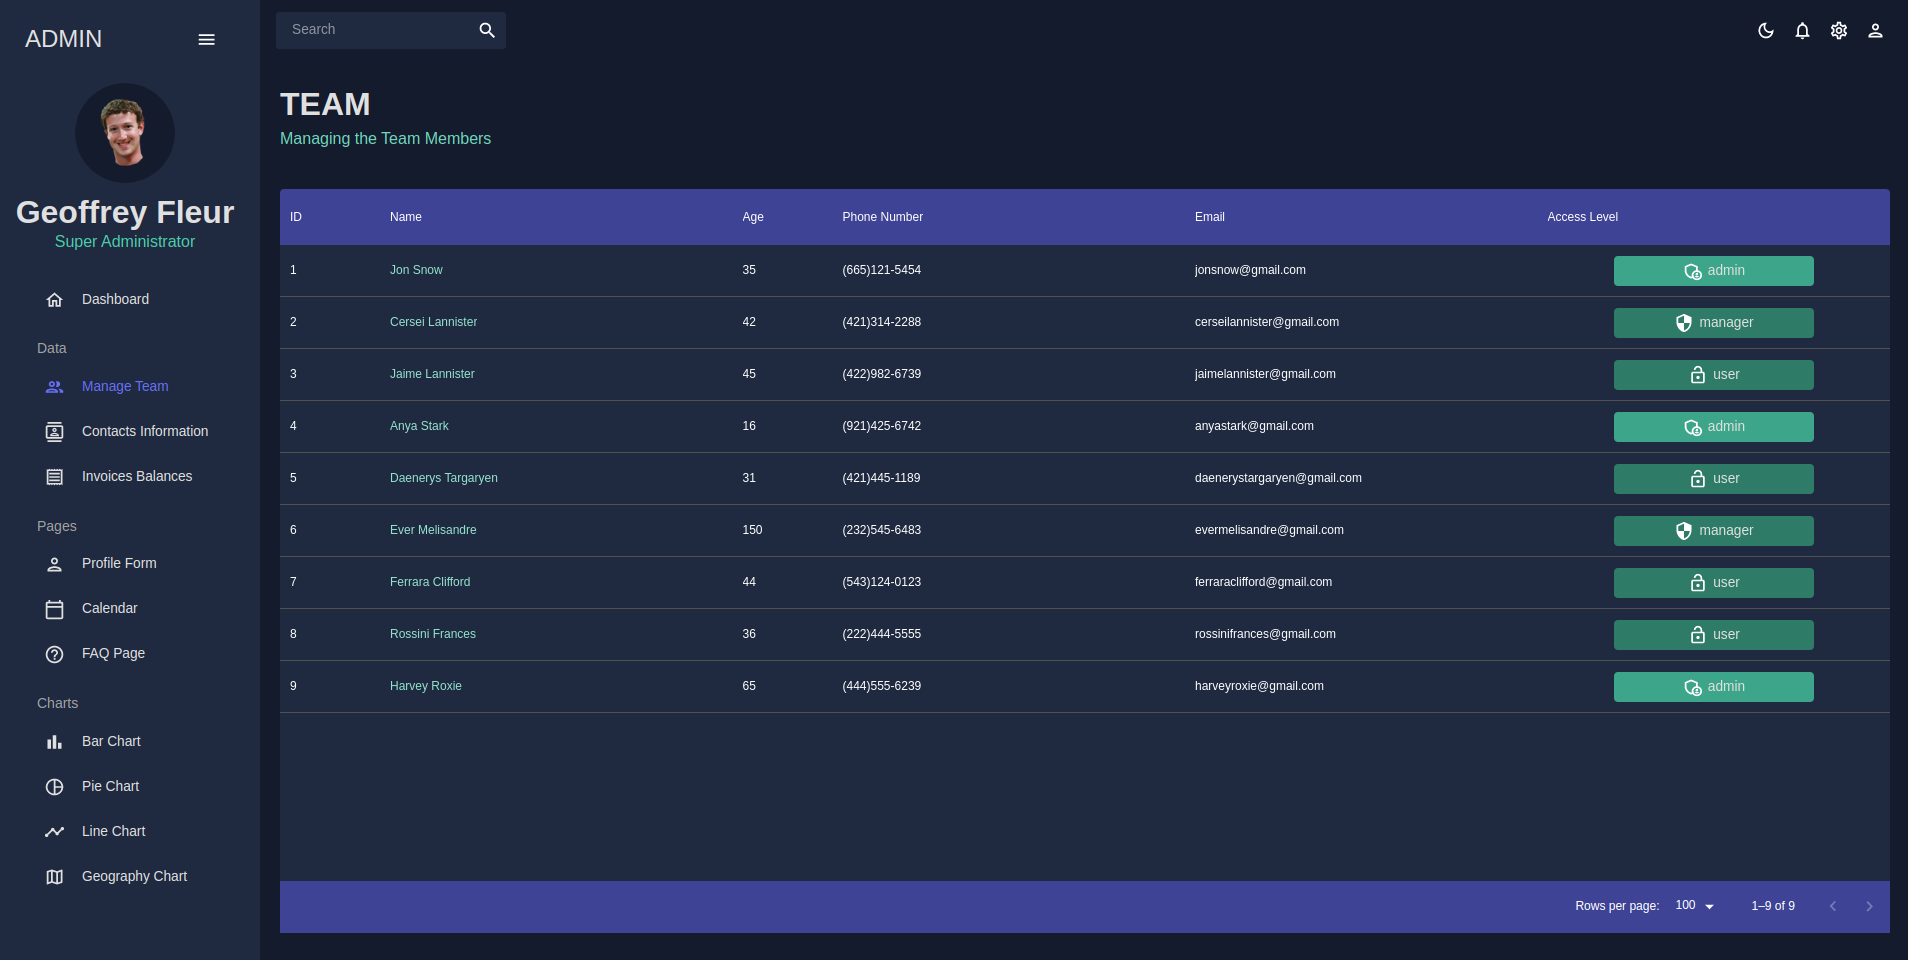 ADMIN
Geoffrey Fleur
Super Administrator
Dashboard
Data
Manage Team
Contacts Information
Invoices Balances
Pages
Profile Form
Calendar
FAQ Page
Charts
Bar Chart
Pie Chart
Line Chart
Geography Chart
Search
TEAM
Managing the Team Members
ID Name Age Phone Number Email Access Level
1 Jon Snow 35 (665)121-5454 jonsnow@gmail.com admin
2 Cersei Lannister 42 (421)314-2288 cerseilannister@gmail.com manager
3 Jaime Lannister 45 (422)982-6739 jaimelannister@gmail.com user
4 Anya Stark 16 (921)425-6742 anyastark@gmail.com admin
5 Daenerys Targaryen 31 (421)445-1189 daenerystargaryen@gmail.com user
6 Ever Melisandre 150 (232)545-6483 evermelisandre@gmail.com manager
7 Ferrara Clifford 44 (543)124-0123 ferraraclifford@gmail.com user
8 Rossini Frances 36 (222)444-5555 rossinifrances@gmail.com user
9 Harvey Roxie 65 (444)555-6239 harveyroxie@gmail.com admin
Rows per page: 100 1–9 of 9